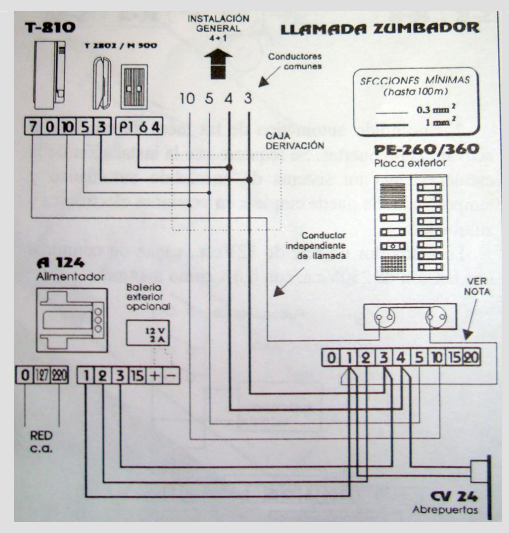 T-810
T 2802 / M 500
INSTALACIÓN
GENERAL
4+1
LLAMADA ZUMBADOR
Conductores
comunes
SECCIONES MÍNIMAS
(hasta 100m)
0.3 mm²
1 mm²
10 5 4 3
7 0 10 5 3
P1 6 4
CAJA
DERIVACIÓN
PE-260/360
Placa exterior
Conductor
independiente
de llamada
A 124
Alimentador
Batería
exterior
opcional
12 V
2 A
VER
NOTA
0 1 2 3 4 5 10 15 20
0 127 220
1 2 3 15 + -
RED
c.a.
CV 24
Abrepuertas